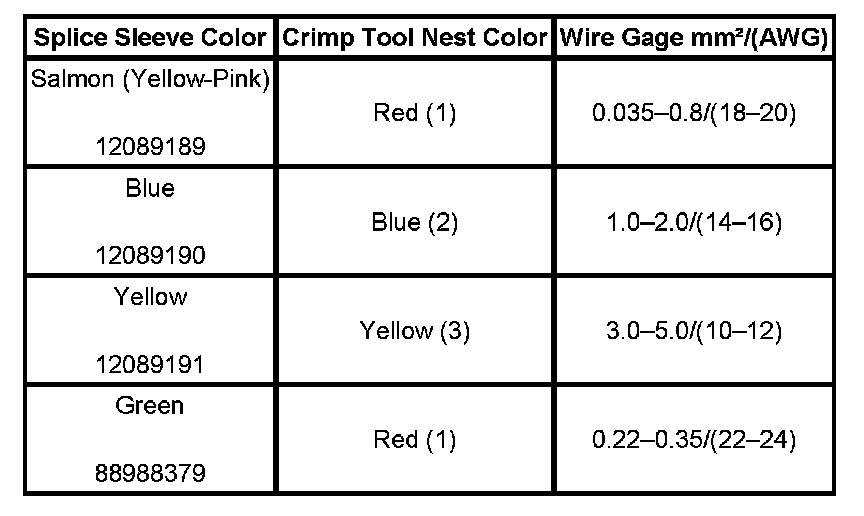 Splice Sleeve Color Crimp Tool Nest Color Wire Gage mm²/(AWG)
Salmon (Yellow-Pink)
12089189
Red (1)
0.035–0.8/(18–20)
Blue
12089190
Blue (2)
1.0–2.0/(14–16)
Yellow
12089191
Yellow (3)
3.0–5.0/(10–12)
Green
88988379
Red (1)
0.22–0.35/(22–24)